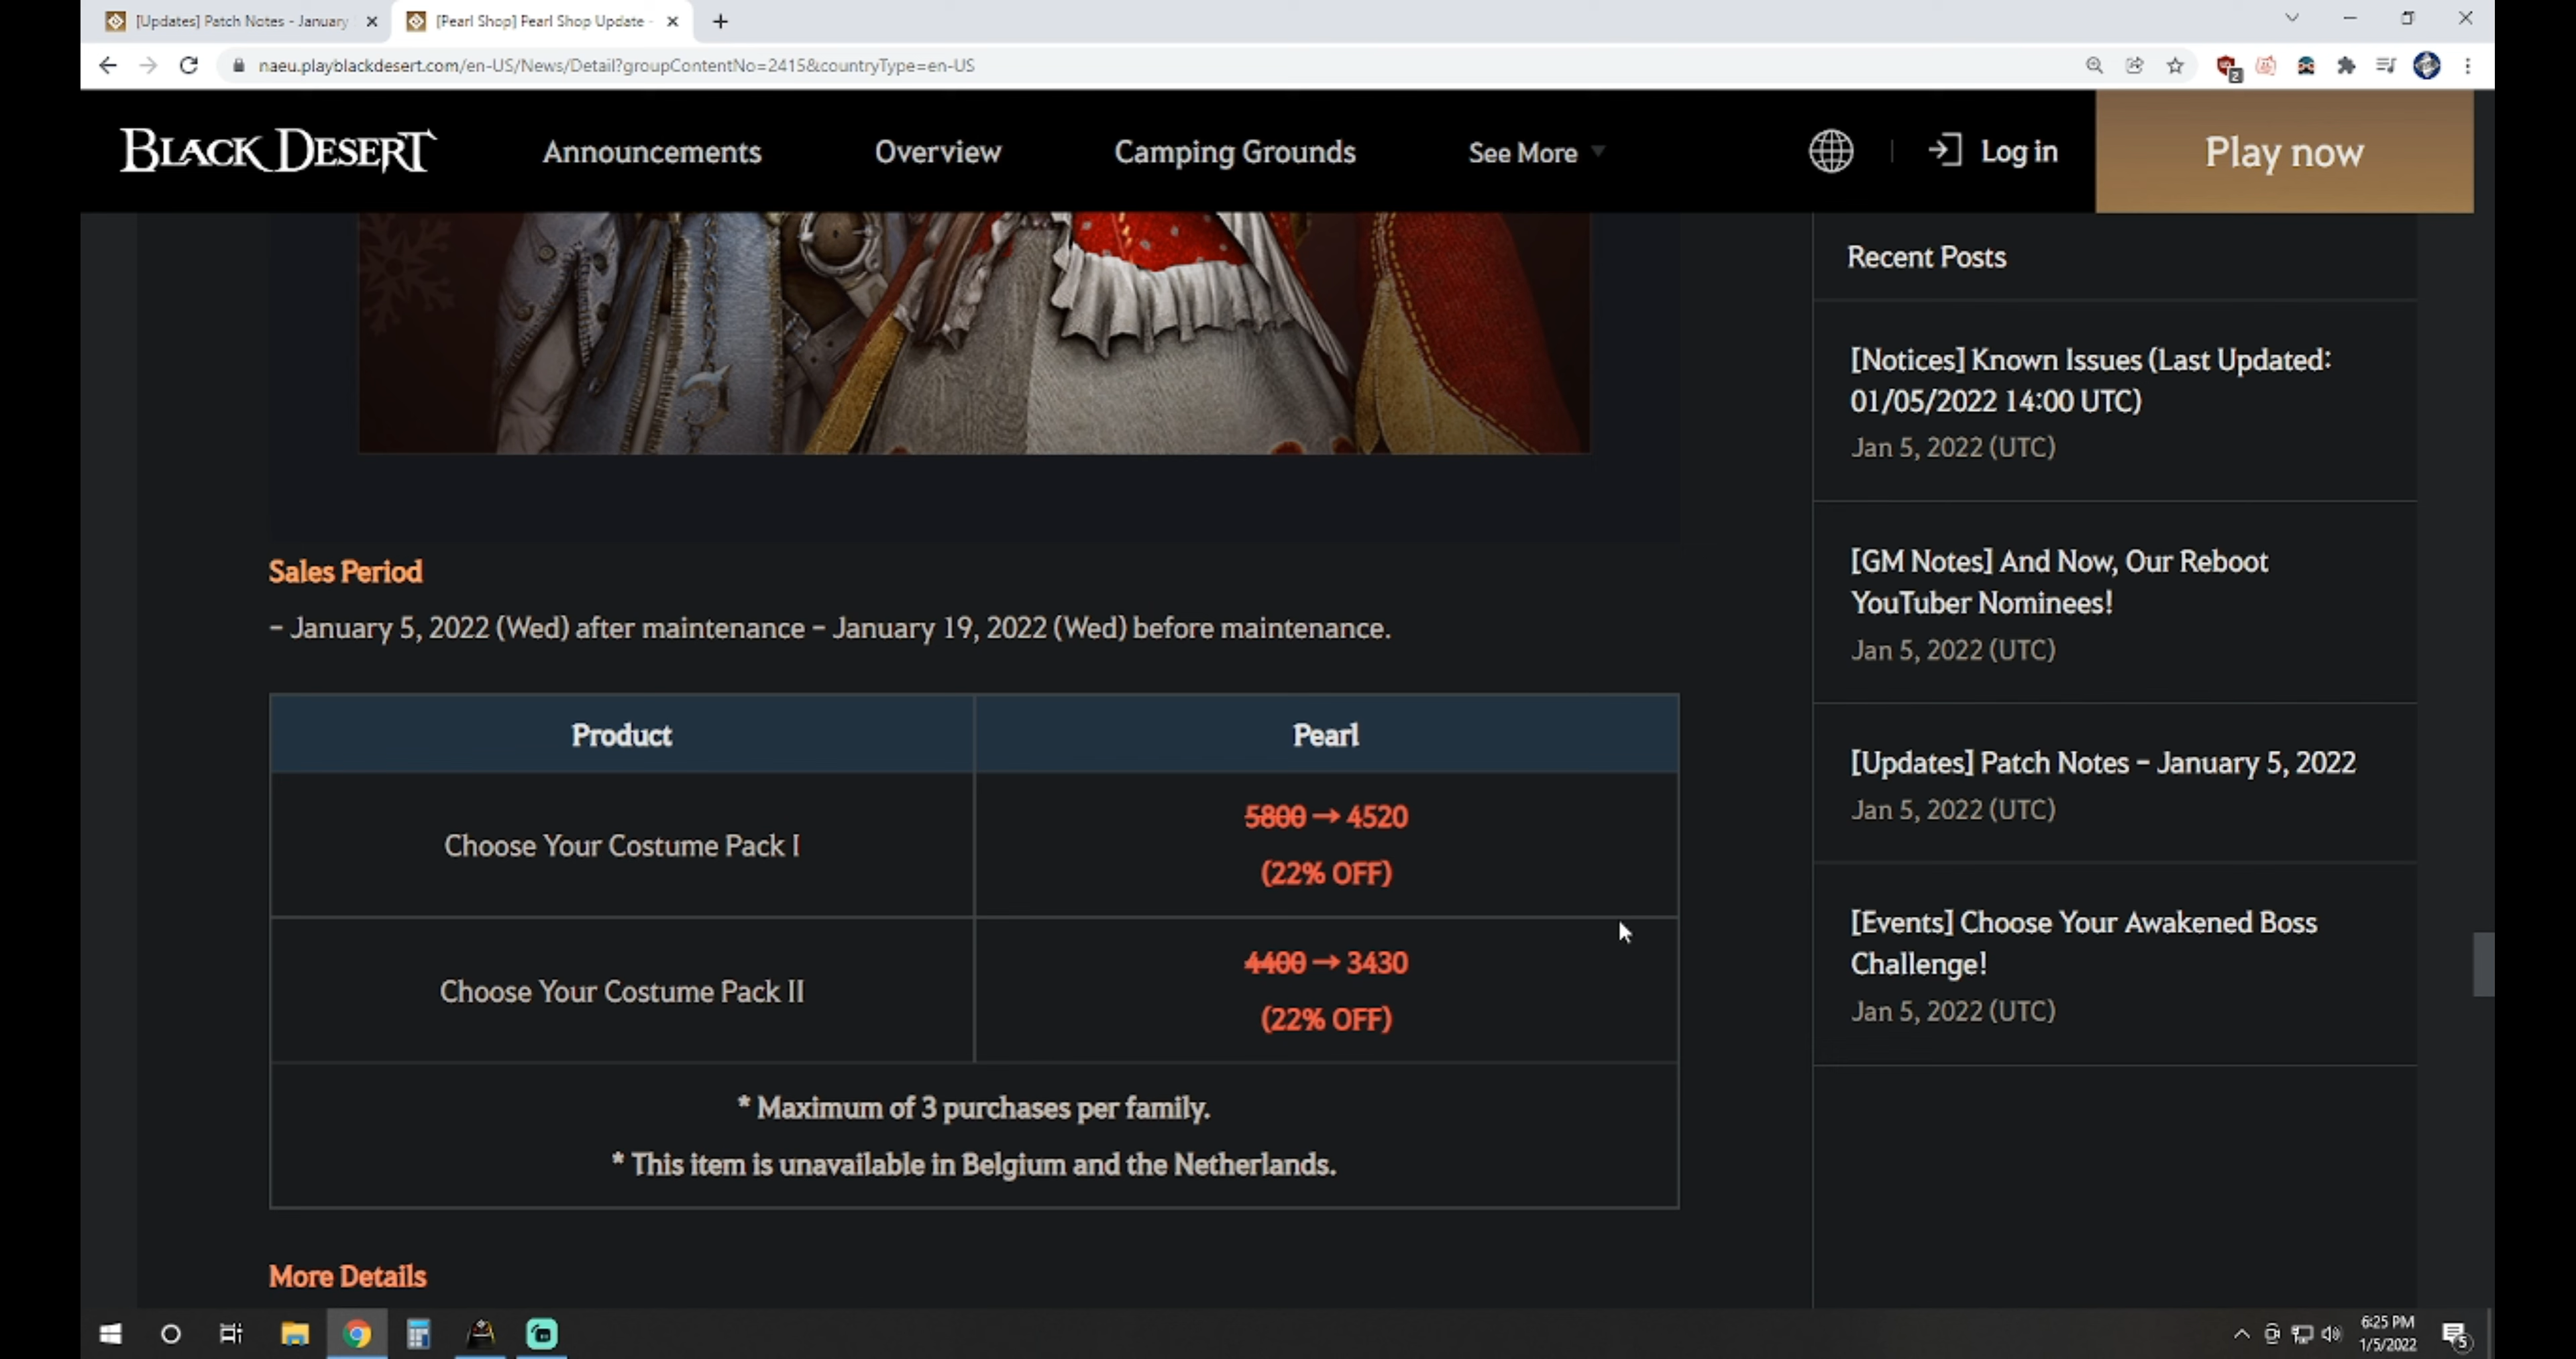 [Updates] Patch Notes - January
[Pearl Shop] Pearl Shop Update -
naeu.playblackdesert.com/en-US/News/Detail?groupContentNo=2415&countryType=en-US
2
BLACK DESERT
Announcements
Overview
Camping Grounds
See More
Log in
Play now
Sales Period
- January 5, 2022 (Wed) after maintenance - January 19, 2022 (Wed) before maintenance.
Product
Pearl
Choose Your Costume Pack I
5800 → 4520
(22% OFF)
Choose Your Costume Pack II
4400 → 3430
(22% OFF)
* Maximum of 3 purchases per family.
* This item is unavailable in Belgium and the Netherlands.
More Details
Recent Posts
[Notices] Known Issues (Last Updated:
01/05/2022 14:00 UTC)
Jan 5, 2022 (UTC)
[GM Notes] And Now, Our Reboot
YouTuber Nominees!
Jan 5, 2022 (UTC)
[Updates] Patch Notes - January 5, 2022
Jan 5, 2022 (UTC)
[Events] Choose Your Awakened Boss
Challenge!
Jan 5, 2022 (UTC)
6:25 PM
1/5/2022
5